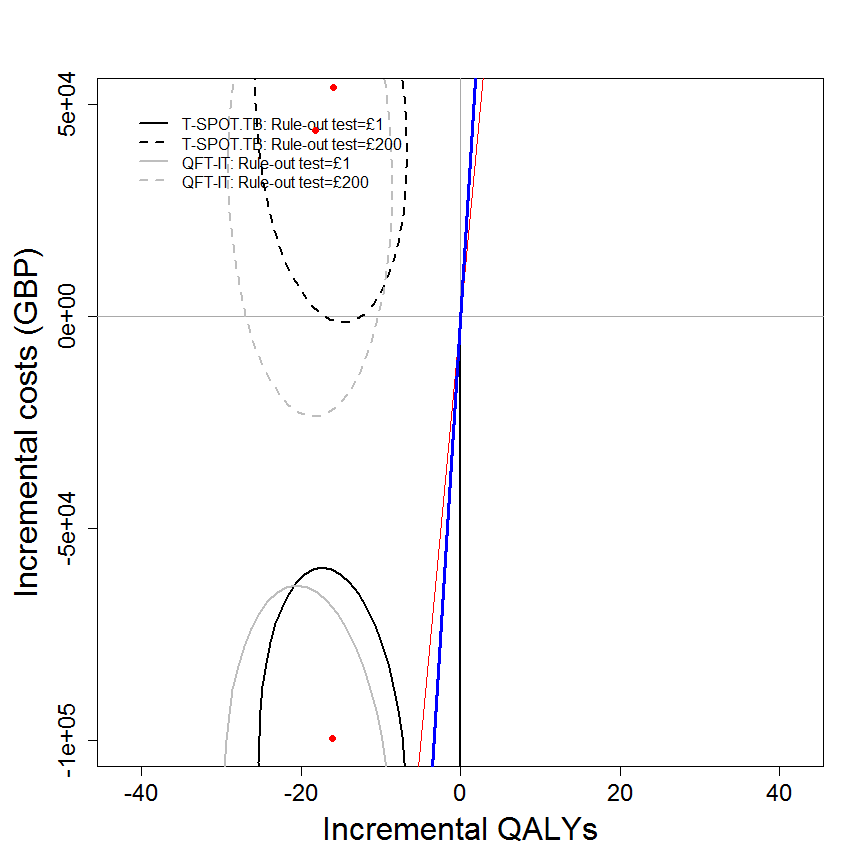 5e+04
0e+00
-5e+04
-1e+05
Incremental costs (GBP)
T-SPOT.TB: Rule-out test=£1
T-SPOT.TB: Rule-out test=£200
QFT-IT: Rule-out test=£1
QFT-IT: Rule-out test=£200
-40 -20 0 20 40
Incremental QALYs